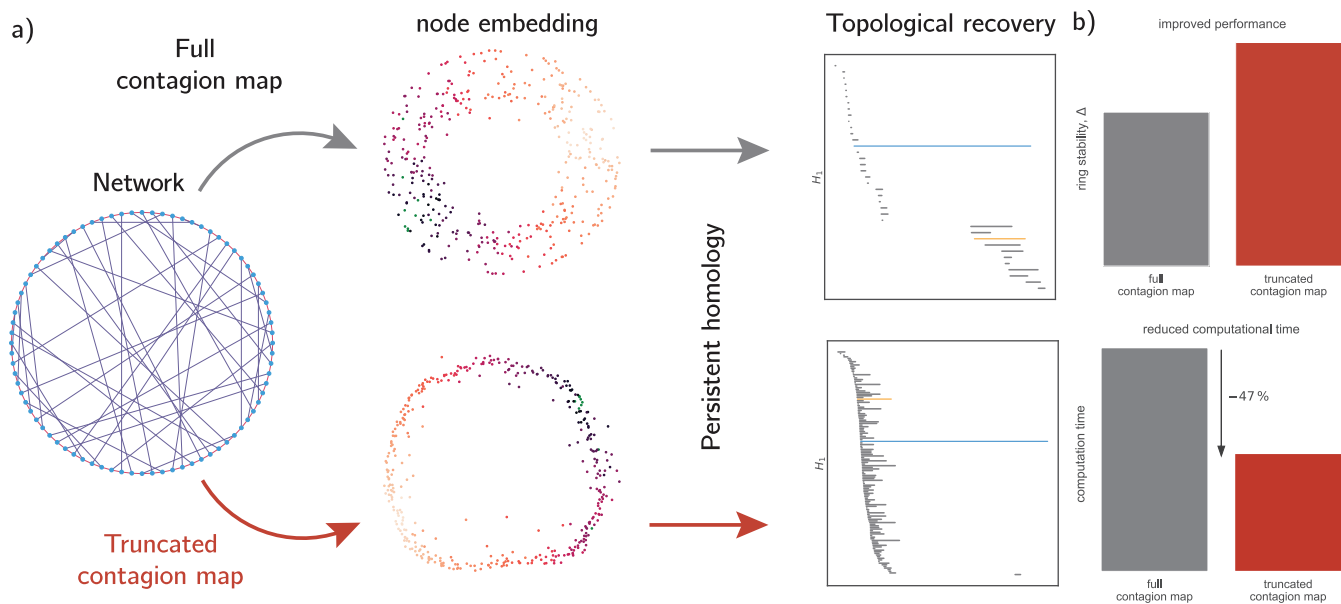 a)
Full
contagion map
node embedding
Topological recovery
b)
improved performance
Network
H₁
ring stability, Δ
full
contagion map
truncated
contagion map
Persistent homology
reduced computational time
−47 %
H₁
computation time
Truncated
contagion map
full
contagion map
truncated
contagion map